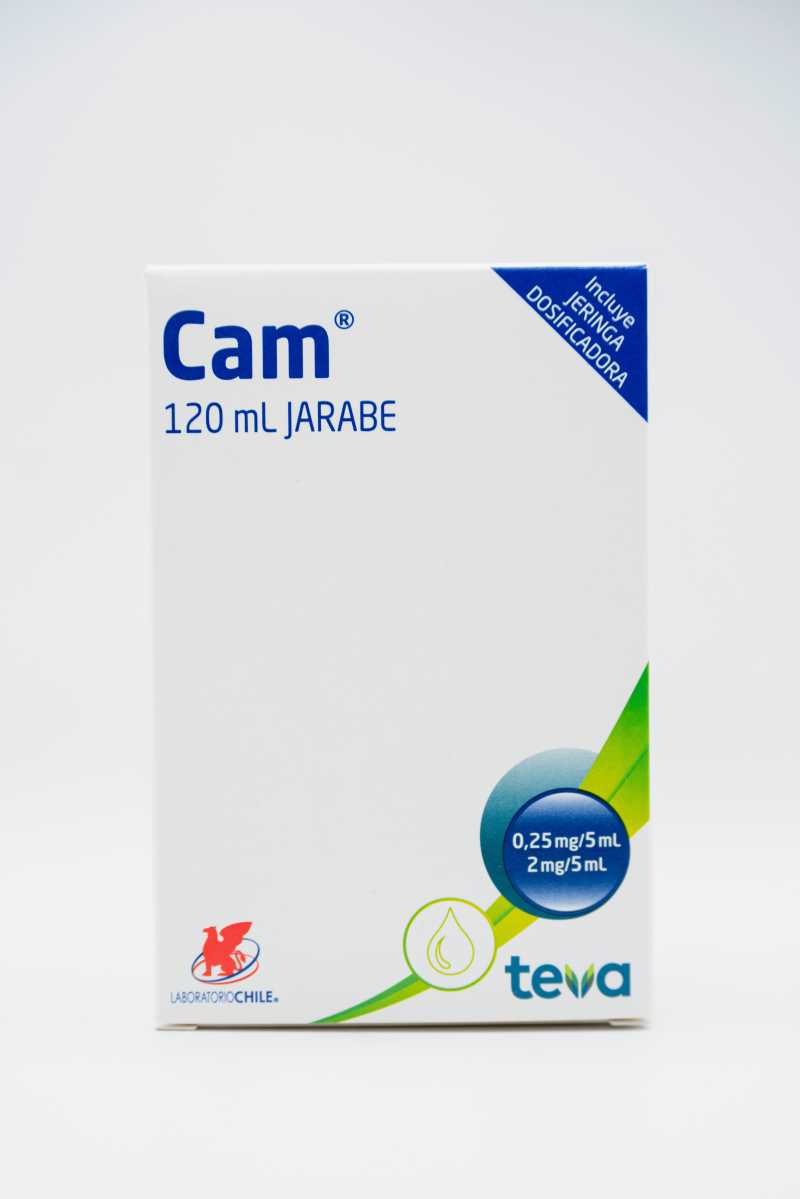 Cam®
120 mL JARABE
Incluye
JERINGA
DOSIFICADORA
0,25 mg/5 mL
2 mg/5 mL
LABORATORIOCHILE®
teva